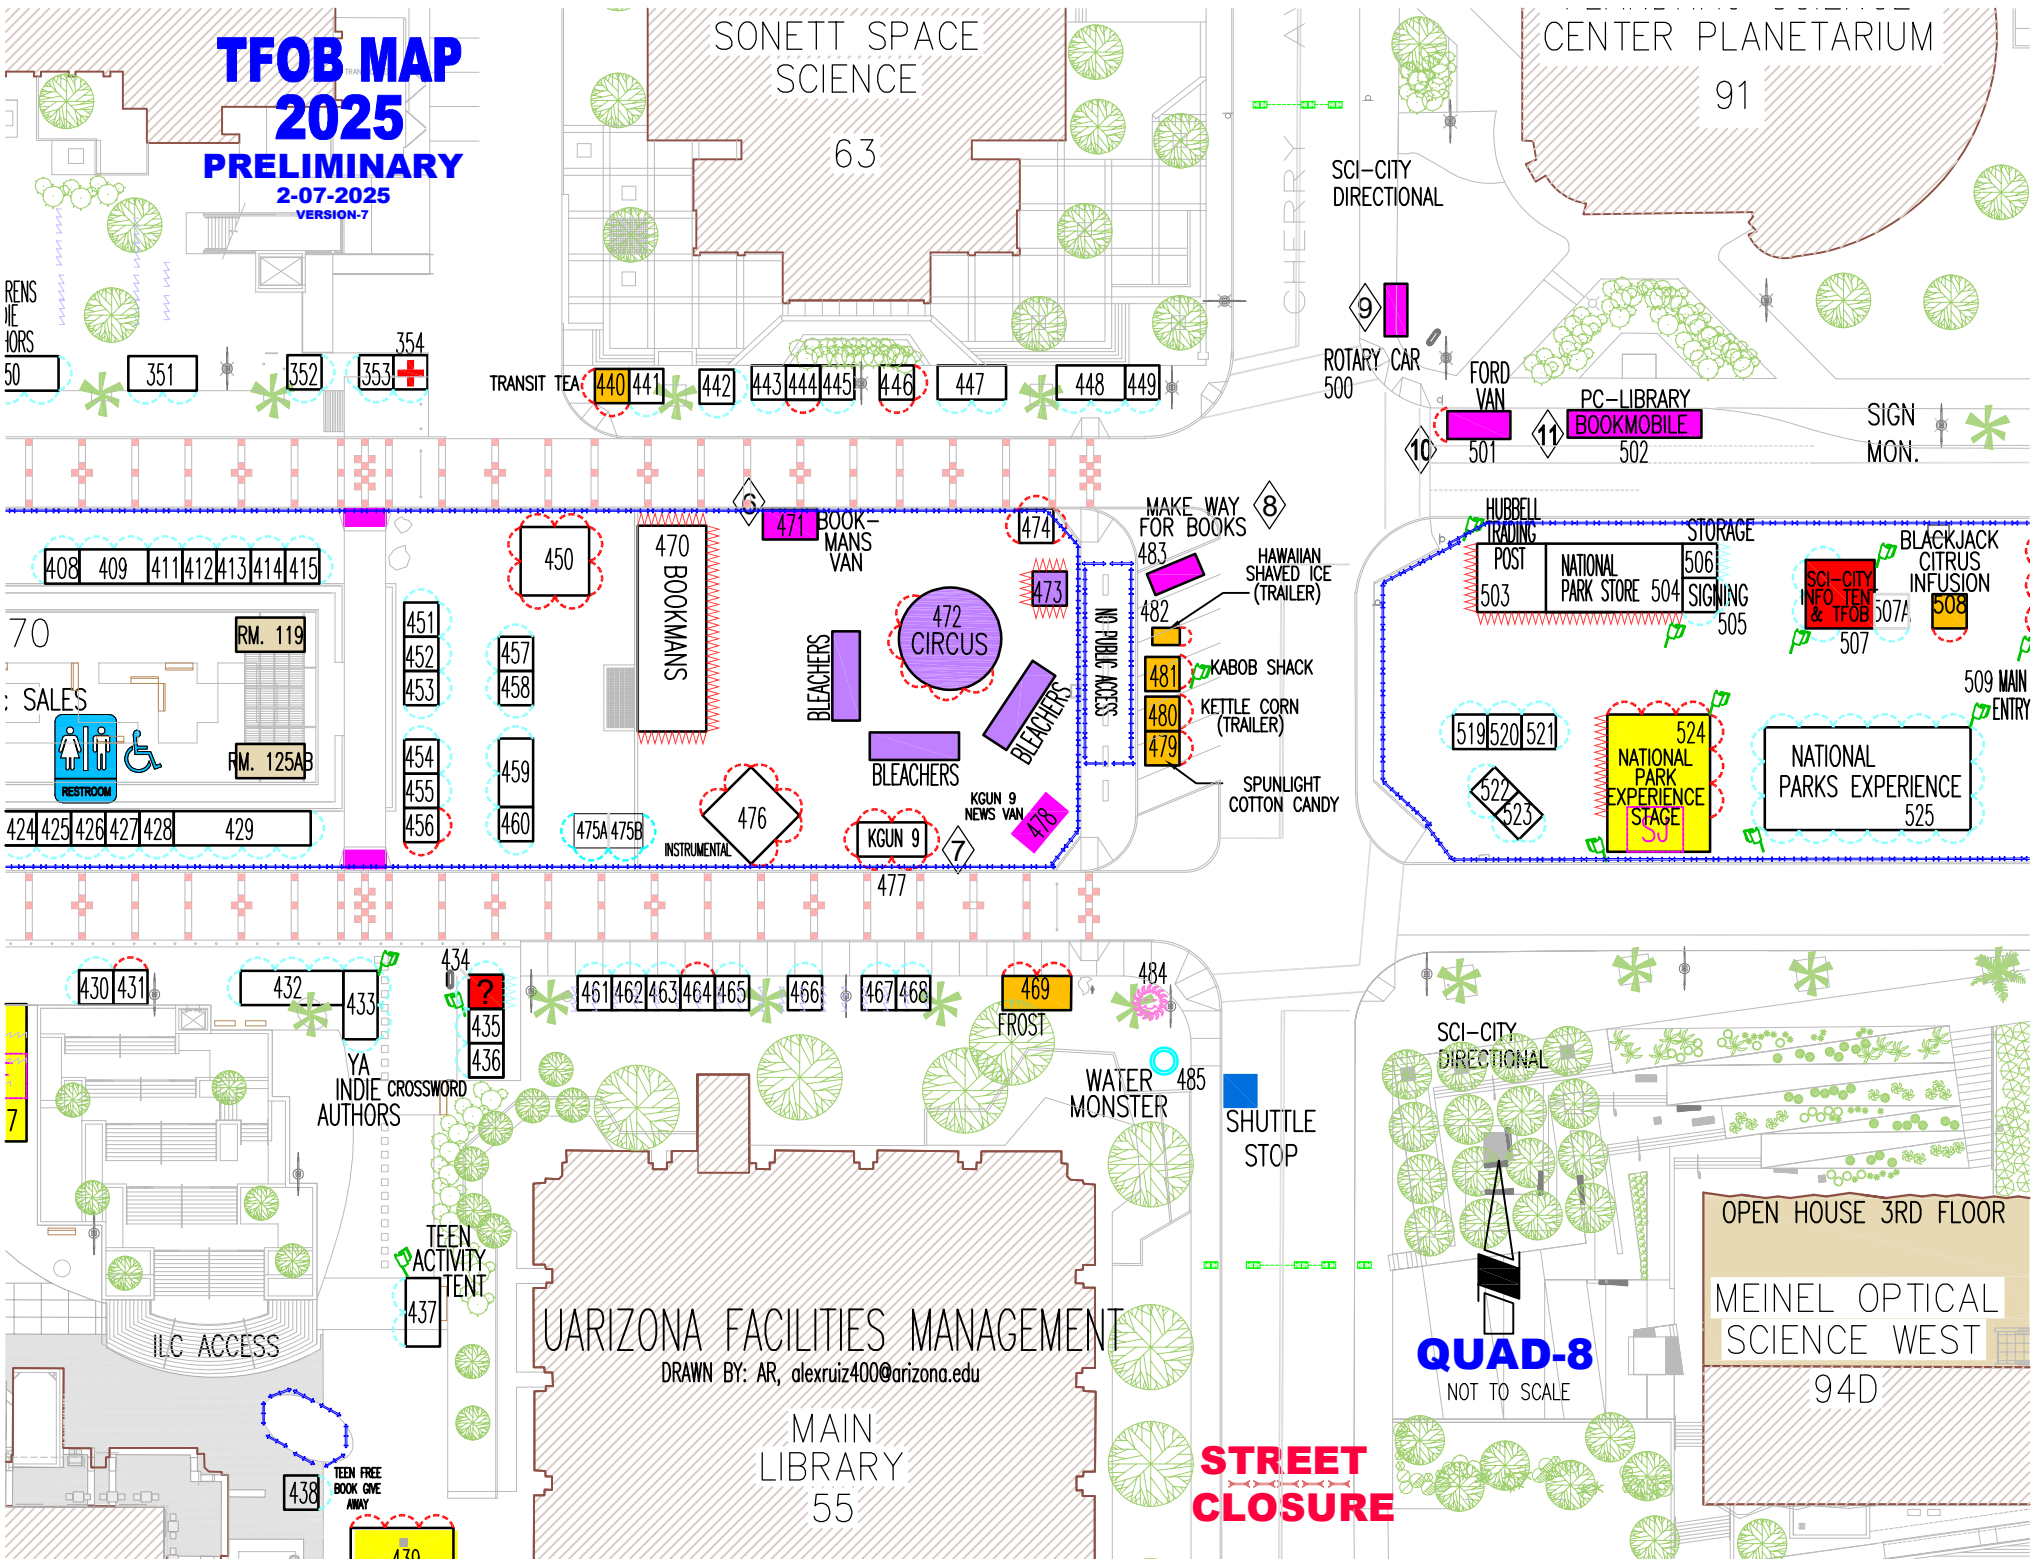 TFOB MAP
2025
PRELIMINARY
2-07-2025
VERSION-7
SONETT SPACE
SCIENCE
63
CENTER PLANETARIUM
91
SCI-CITY
DIRECTIONAL
9
ROTARY CAR
500
FORD
VAN
10
501
11
PC-LIBRARY
BOOKMOBILE
502
SIGN
MON.
351
352
353
354
TRANSIT TEA
440
441
442
443
444
445
446
447
448
449
408
409
411
412
413
414
415
RM. 119
SALES
RESTROOM
RM. 125AB
424
425
426
427
428
429
450
451
452
453
454
455
456
457
458
459
460
470 BOOKMANS
6
471
BOOK-
MANS
VAN
472
CIRCUS
473
474
BLEACHERS
BLEACHERS
BLEACHERS
475A
475B
476
INSTRUMENTAL
KGUN 9
477
7
KGUN 9
NEWS VAN
478
NO PUBLIC ACCESS
MAKE WAY
FOR BOOKS
8
483
HAWAIIAN
SHAVED ICE
(TRAILER)
482
481
KABOB SHACK
480
KETTLE CORN
(TRAILER)
479
SPUNLIGHT
COTTON CANDY
HUBBELL
TRADING
POST
503
NATIONAL
PARK STORE 504
STORAGE
506
SIGNING
505
SCI-CITY
INFO TEN
& TFOB
507
507A
BLACKJACK
CITRUS
INFUSION
508
509 MAIN
ENTRY
519
520
521
522
523
524
NATIONAL
PARK
EXPERIENCE
STAGE
SJ
NATIONAL
PARKS EXPERIENCE
525
430
431
432
433
434
?
435
436
YA
INDIE
AUTHORS
CROSSWORD
461
462
463
464
465
466
467
468
469
FROST
484
WATER
MONSTER
485
SHUTTLE
STOP
SCI-CITY
DIRECTIONAL
TEEN
ACTIVITY
TENT
437
ILC ACCESS
438
TEEN FREE
BOOK GIVE
AWAY
439
UARIZONA FACILITIES MANAGEMENT
DRAWN BY: AR, alexruiz400@arizona.edu
MAIN
LIBRARY
55
STREET
CLOSURE
QUAD-8
NOT TO SCALE
OPEN HOUSE 3RD FLOOR
MEINEL OPTICAL
SCIENCE WEST
94D